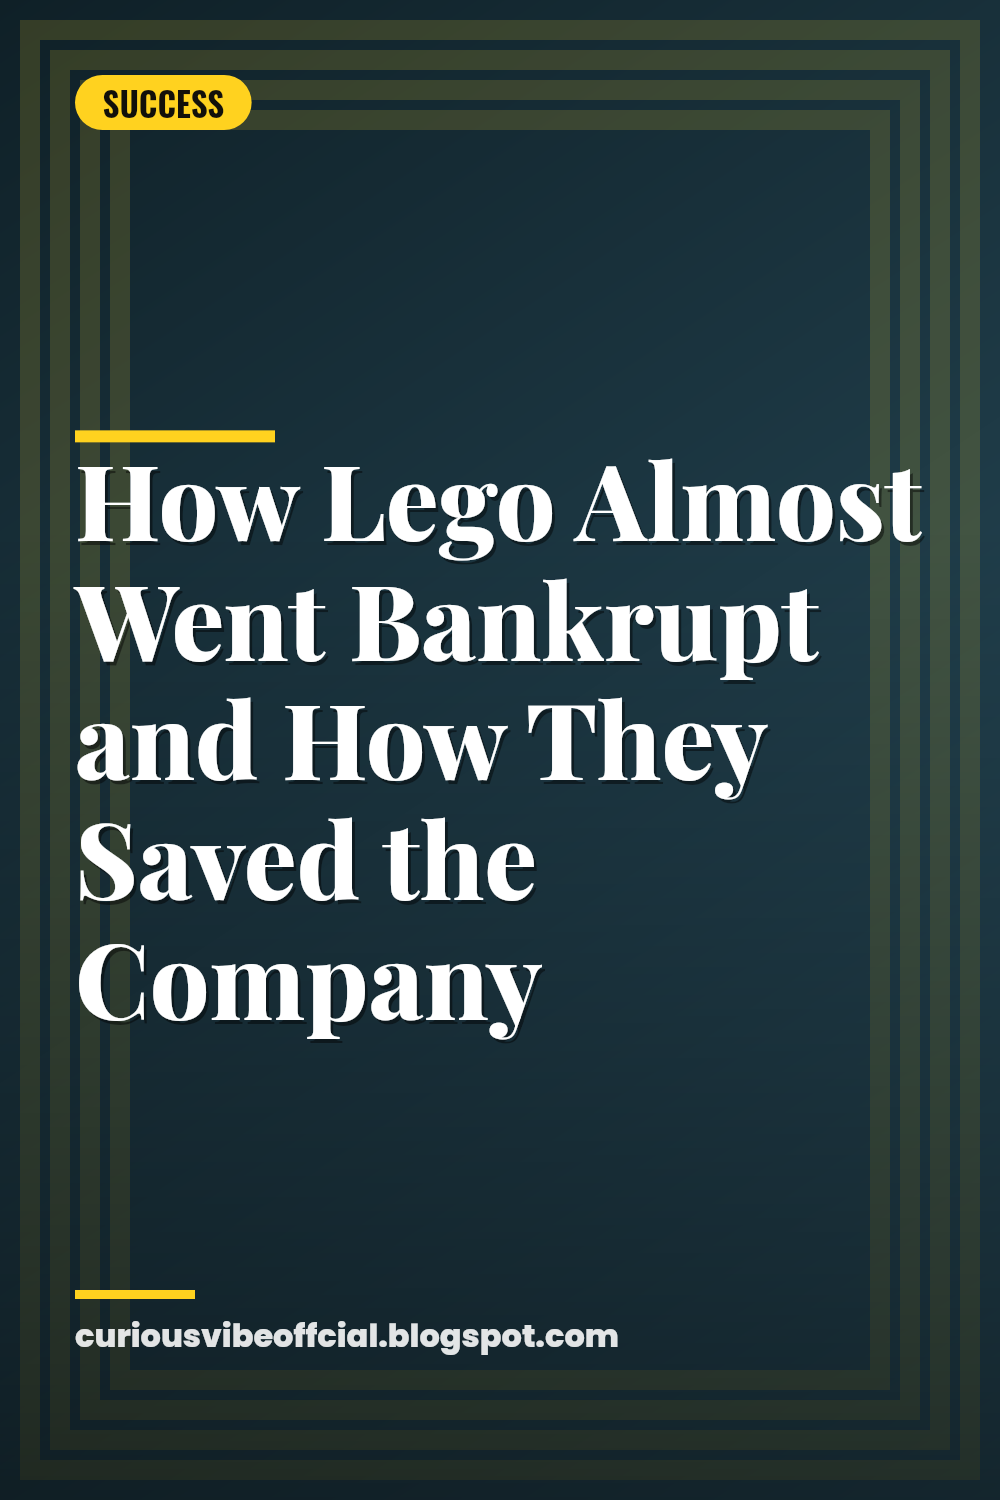 SUCCESS
How Lego Almost
Went Bankrupt
and How They
Saved the
Company
curiousvibeoffcial.blogspot.com